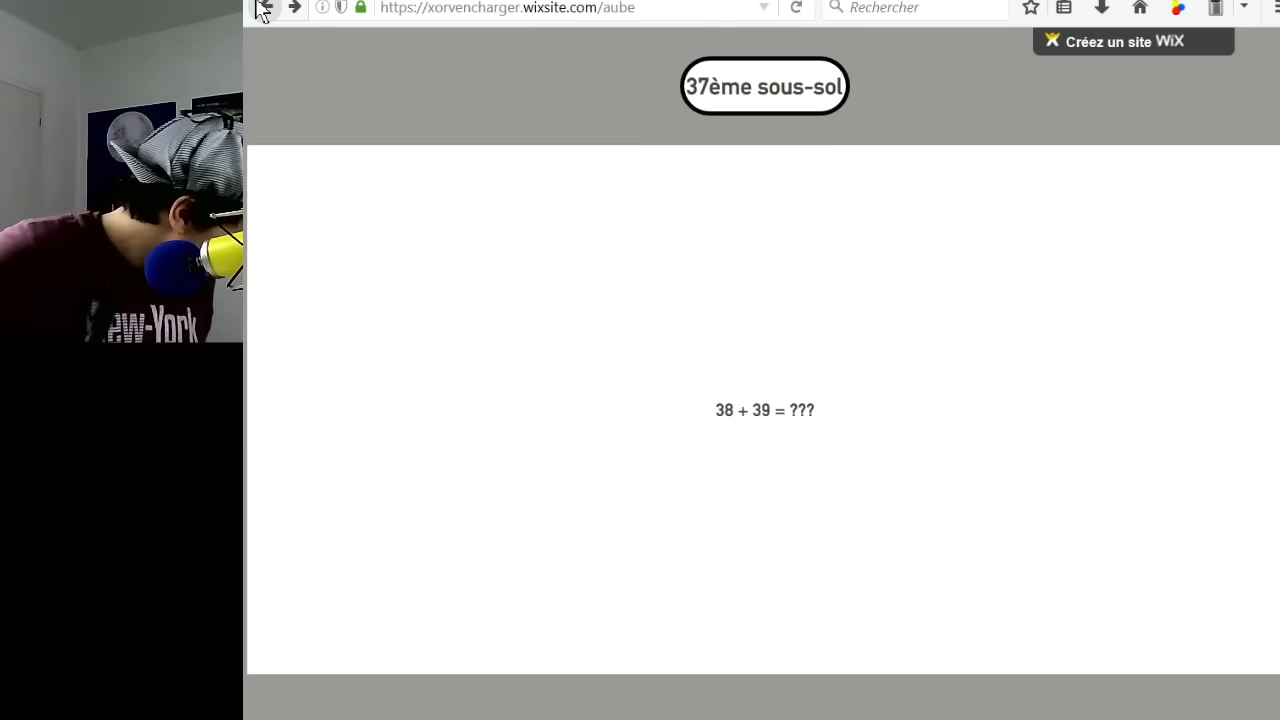 https://xorvencharger.wixsite.com/aube
Rechercher
Créez un site WiX
37ème sous-sol
ew-York
38 + 39 = ???